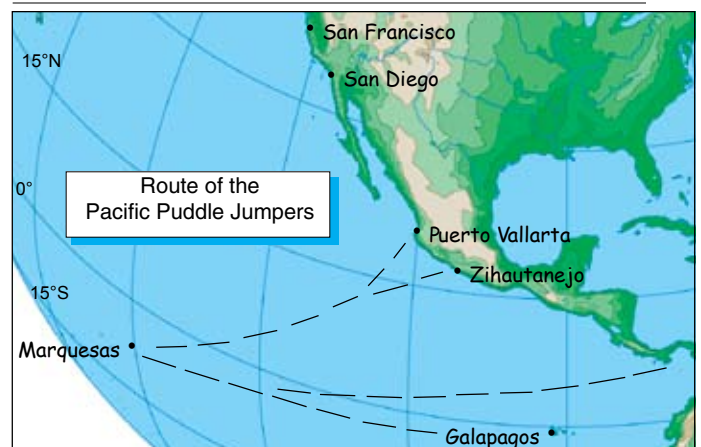 San Francisco
15°N
San Diego
Route of the
Pacific Puddle Jumpers
0°
Puerto Vallarta
Zihautanejo
15°S
Marquesas
Galapagos